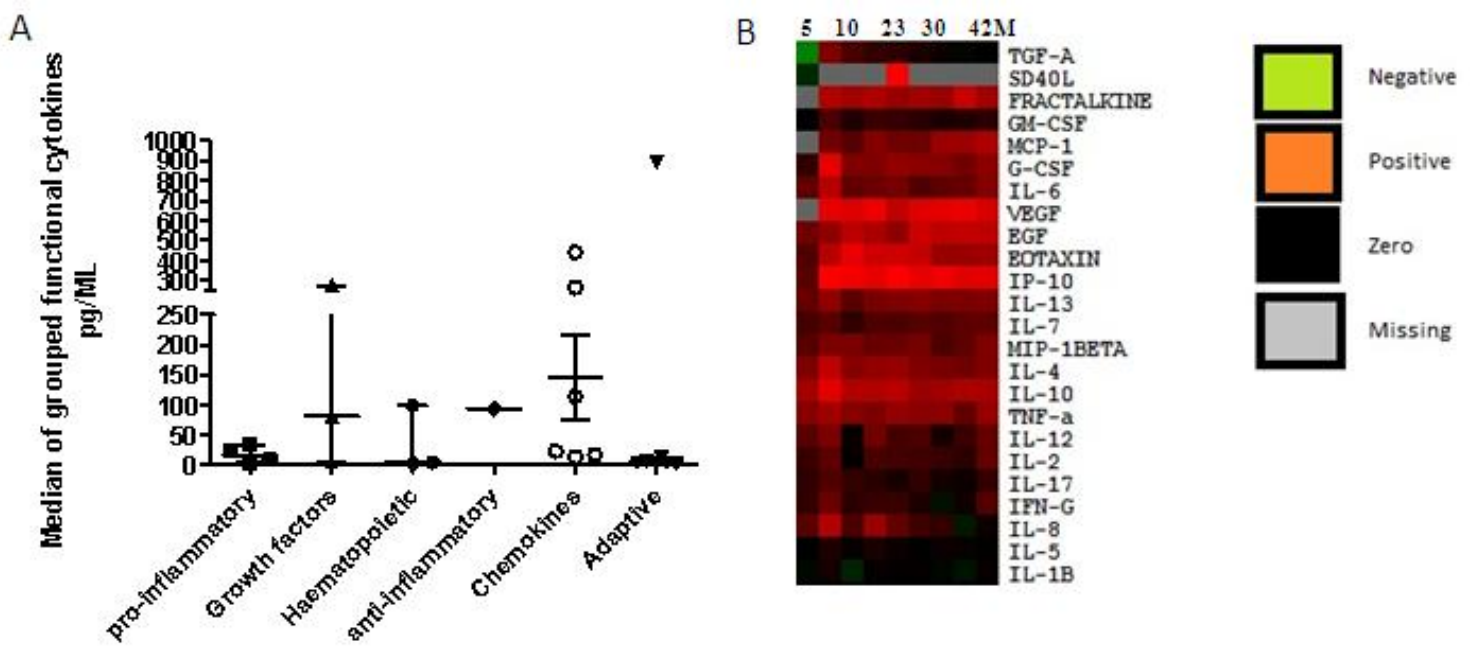 A
Median of grouped functional cytokines
pg/ML
1000
900
800
700
600
500
400
300
250
200
150
100
50
0
pro-inflammatory
Growth factors
Haematopoietic
anti-inflammatory
Chemokines
Adaptive
B
5 10 23 30 42M
TGF-A
SD40L
FRACTALKINE
GM-CSF
MCP-1
G-CSF
IL-6
VEGF
EGF
EOTAXIN
IP-10
IL-13
IL-7
MIP-1BETA
IL-4
IL-10
TNF-a
IL-12
IL-2
IL-17
IFN-G
IL-8
IL-5
IL-1B
Negative
Positive
Zero
Missing